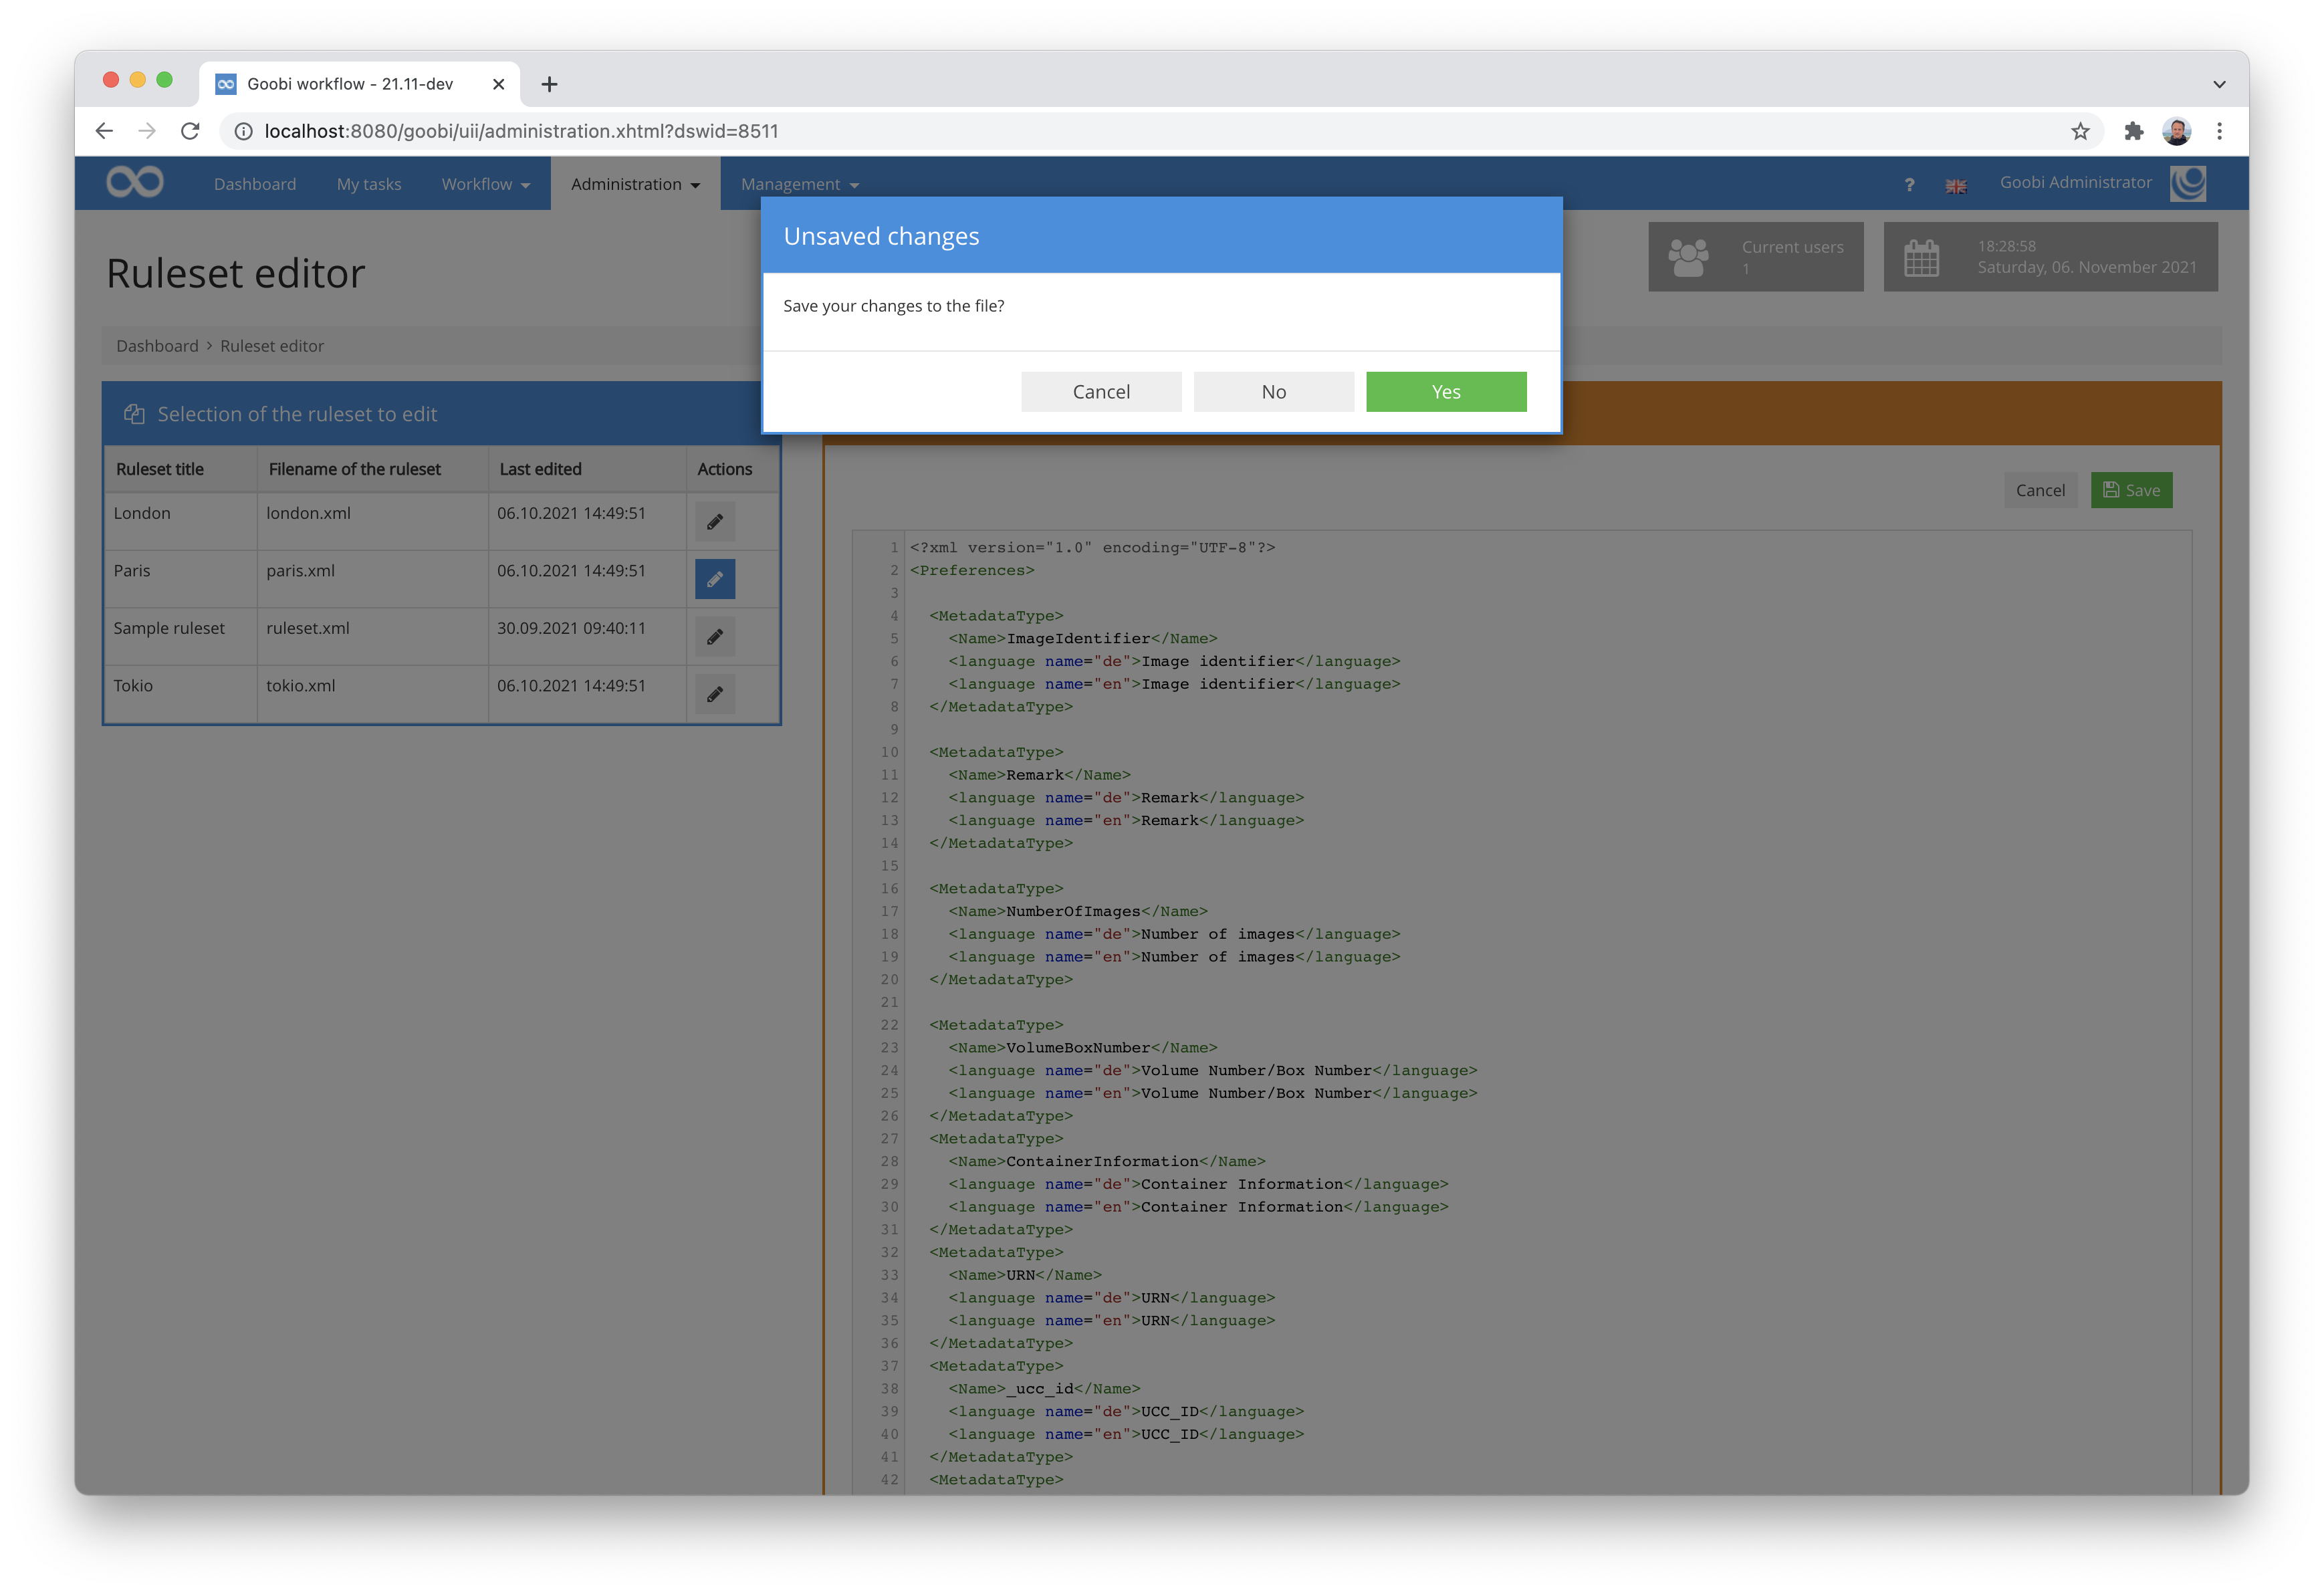 Goobi workflow - 21.11-dev
localhost:8080/goobi/uii/administration.xhtml?dswid=8511
Dashboard My tasks Workflow Administration Management ? Goobi Administrator
Unsaved changes
Save your changes to the file?
Cancel No Yes
Ruleset editor
Current users
1
18:28:58
Saturday, 06. November 2021
Dashboard > Ruleset editor
Selection of the ruleset to edit
Ruleset title Filename of the ruleset Last edited Actions
London london.xml 06.10.2021 14:49:51
Paris paris.xml 06.10.2021 14:49:51
Sample ruleset ruleset.xml 30.09.2021 09:40:11
Tokio tokio.xml 06.10.2021 14:49:51
Cancel Save
1 <?xml version="1.0" encoding="UTF-8"?>
2 <Preferences>
3
4 <MetadataType>
5 <Name>ImageIdentifier</Name>
6 <language name="de">Image identifier</language>
7 <language name="en">Image identifier</language>
8 </MetadataType>
9
10 <MetadataType>
11 <Name>Remark</Name>
12 <language name="de">Remark</language>
13 <language name="en">Remark</language>
14 </MetadataType>
15
16 <MetadataType>
17 <Name>NumberOfImages</Name>
18 <language name="de">Number of images</language>
19 <language name="en">Number of images</language>
20 </MetadataType>
21
22 <MetadataType>
23 <Name>VolumeBoxNumber</Name>
24 <language name="de">Volume Number/Box Number</language>
25 <language name="en">Volume Number/Box Number</language>
26 </MetadataType>
27 <MetadataType>
28 <Name>ContainerInformation</Name>
29 <language name="de">Container Information</language>
30 <language name="en">Container Information</language>
31 </MetadataType>
32 <MetadataType>
33 <Name>URN</Name>
34 <language name="de">URN</language>
35 <language name="en">URN</language>
36 </MetadataType>
37 <MetadataType>
38 <Name>_ucc_id</Name>
39 <language name="de">UCC_ID</language>
40 <language name="en">UCC_ID</language>
41 </MetadataType>
42 <MetadataType>